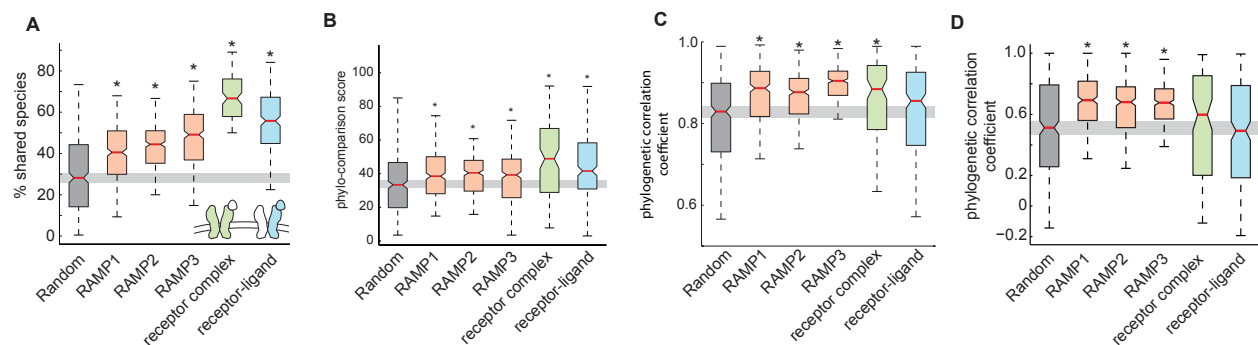 A
% shared species
80
60
40
20
0
*
*
*
*
*
Random
RAMP1
RAMP2
RAMP3
receptor complex
receptor-ligand
B
phylo-comparison score
100
80
60
40
20
0
*
*
*
*
*
Random
RAMP1
RAMP2
RAMP3
receptor complex
receptor-ligand
C
phylogenetic correlation
coefficient
1.0
0.8
0.6
*
*
*
*
Random
RAMP1
RAMP2
RAMP3
receptor complex
receptor-ligand
D
phylogenetic correlation
coefficient
1.0
0.6
0.2
0
−0.2
*
*
*
Random
RAMP1
RAMP2
RAMP3
receptor complex
receptor-ligand